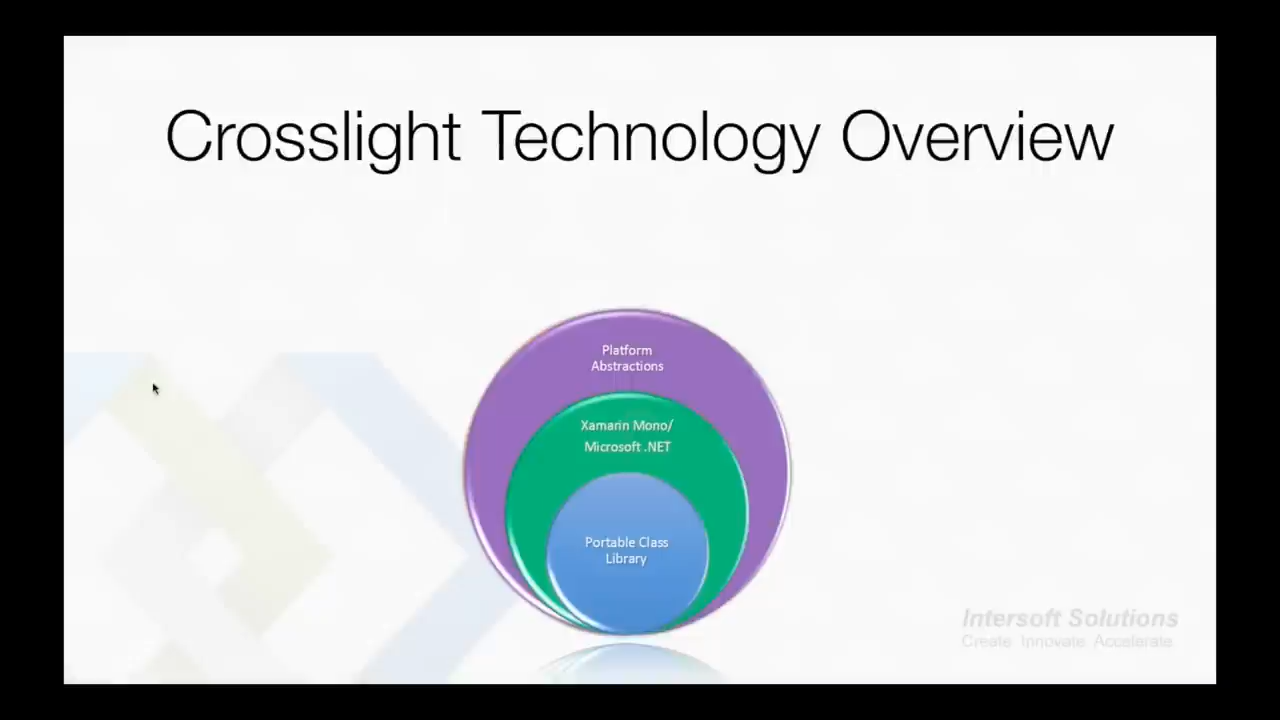 Crosslight Technology Overview
Platform
Abstractions
Xamarin Mono/
Microsoft .NET
Portable Class
Library
Intersoft Solutions
Create Innovate Accelerate